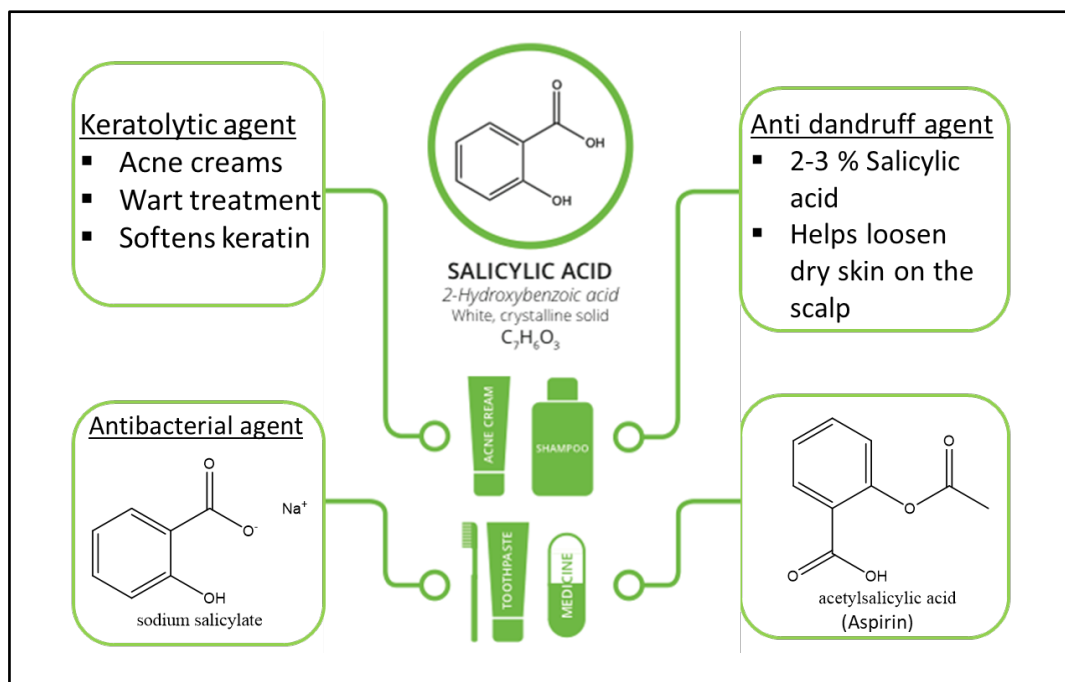 Keratolytic agent
▪ Acne creams
▪ Wart treatment
▪ Softens keratin
O
OH
OH
SALICYLIC ACID
2-Hydroxybenzoic acid
White, crystalline solid
C₇H₆O₃
Anti dandruff agent
▪ 2-3 % Salicylic
acid
▪ Helps loosen
dry skin on the
scalp
ACNE CREAM
SHAMPOO
TOOTHPASTE
MEDICINE
Antibacterial agent
O
O⁻
Na⁺
OH
sodium salicylate
O
O
O
OH
acetylsalicylic acid
(Aspirin)